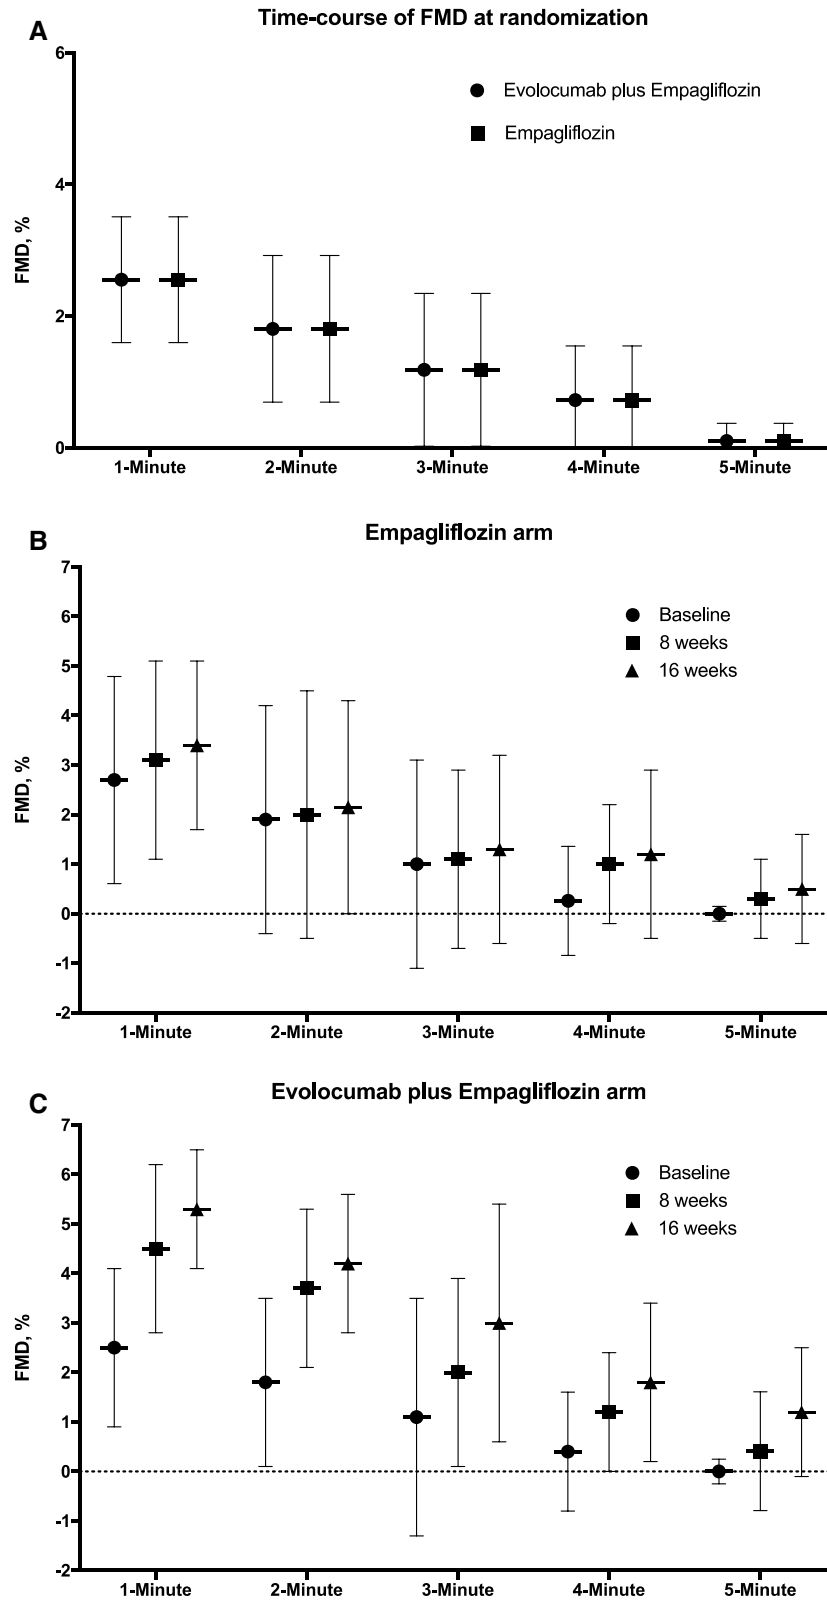 A
Time-course of FMD at randomization
6
4
2
0
FMD, %
Evolocumab plus Empagliflozin
Empagliflozin
1-Minute 2-Minute 3-Minute 4-Minute 5-Minute
B
Empagliflozin arm
7
6
5
4
3
2
1
0
-1
-2
FMD, %
Baseline
8 weeks
16 weeks
1-Minute 2-Minute 3-Minute 4-Minute 5-Minute
C
Evolocumab plus Empagliflozin arm
7
6
5
4
3
2
1
0
-1
-2
FMD, %
Baseline
8 weeks
16 weeks
1-Minute 2-Minute 3-Minute 4-Minute 5-Minute